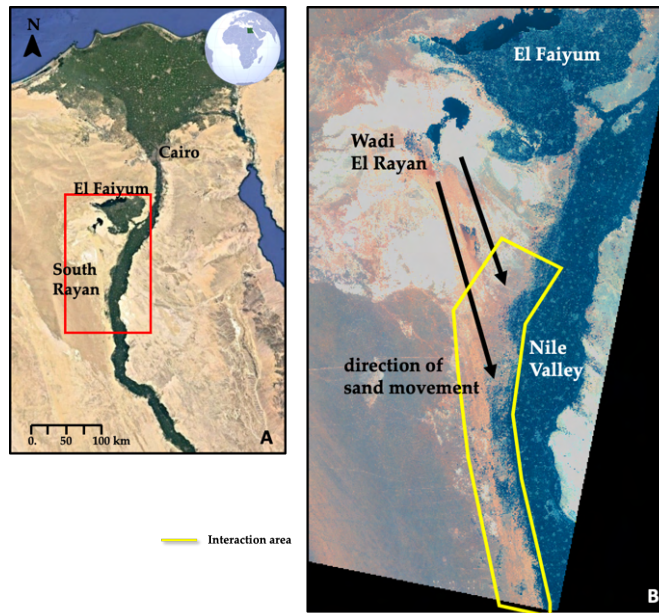 N
Cairo
El Faiyum
South
Rayan
0. 50 100 km
A
El Faiyum
Wadi
El Rayan
direction of
sand movement
Nile
Valley
B
Interaction area